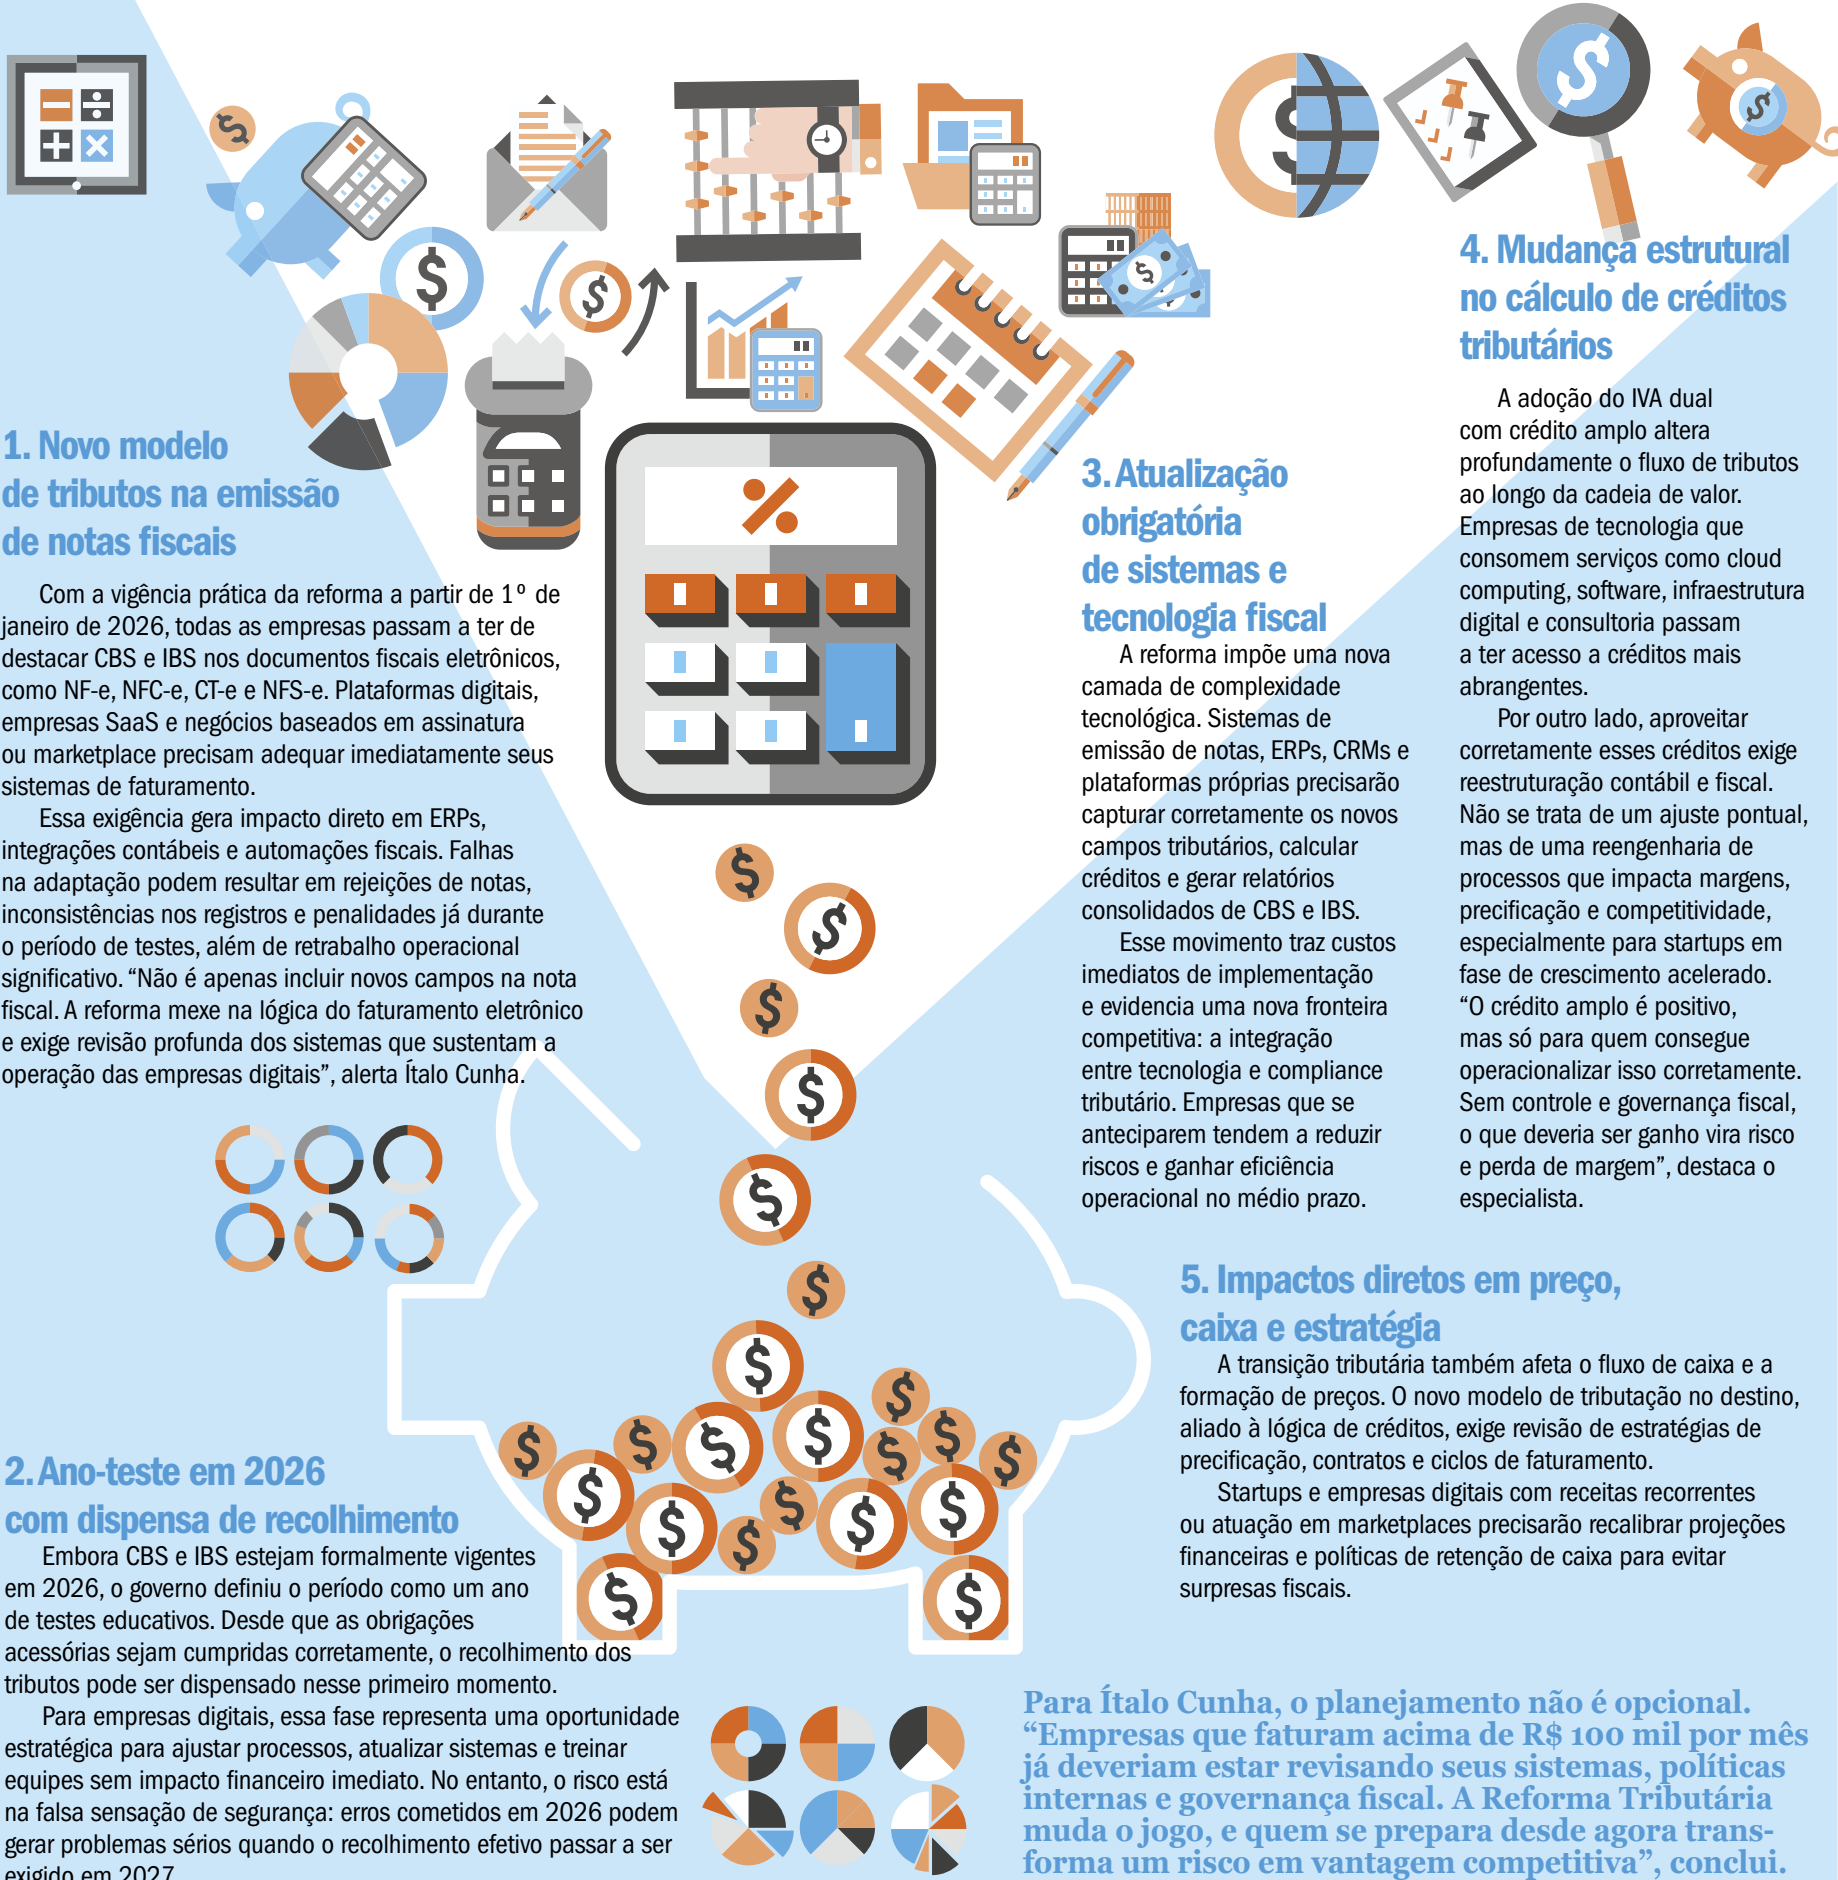 1. Novo modelo
de tributos na emissão
de notas fiscais
Com a vigência prática da reforma a partir de 1º de
janeiro de 2026, todas as empresas passam a ter de
destacar CBS e IBS nos documentos fiscais eletrônicos,
como NF-e, NFC-e, CT-e e NFS-e. Plataformas digitais,
empresas SaaS e negócios baseados em assinatura
ou marketplace precisam adequar imediatamente seus
sistemas de faturamento.
Essa exigência gera impacto direto em ERPs,
integrações contábeis e automações fiscais. Falhas
na adaptação podem resultar em rejeições de notas,
inconsistências nos registros e penalidades já durante
o período de testes, além de retrabalho operacional
significativo. “Não é apenas incluir novos campos na nota
fiscal. A reforma mexe na lógica do faturamento eletrônico
e exige revisão profunda dos sistemas que sustentam a
operação das empresas digitais”, alerta Ítalo Cunha.
2. Ano-teste em 2026
com dispensa de recolhimento
Embora CBS e IBS estejam formalmente vigentes
em 2026, o governo definiu o período como um ano
de testes educativos. Desde que as obrigações
acessórias sejam cumpridas corretamente, o recolhimento dos
tributos pode ser dispensado nesse primeiro momento.
Para empresas digitais, essa fase representa uma oportunidade
estratégica para ajustar processos, atualizar sistemas e treinar
equipes sem impacto financeiro imediato. No entanto, o risco está
na falsa sensação de segurança: erros cometidos em 2026 podem
gerar problemas sérios quando o recolhimento efetivo passar a ser
exigido em 2027
3. Atualização
obrigatória
de sistemas e
tecnologia fiscal
A reforma impõe uma nova
camada de complexidade
tecnológica. Sistemas de
emissão de notas, ERPs, CRMs e
plataformas próprias precisarão
capturar corretamente os novos
campos tributários, calcular
créditos e gerar relatórios
consolidados de CBS e IBS.
Esse movimento traz custos
imediatos de implementação
e evidencia uma nova fronteira
competitiva: a integração
entre tecnologia e compliance
tributário. Empresas que se
anteciparem tendem a reduzir
riscos e ganhar eficiência
operacional no médio prazo.
4. Mudança estrutural
no cálculo de créditos
tributários
A adoção do IVA dual
com crédito amplo altera
profundamente o fluxo de tributos
ao longo da cadeia de valor.
Empresas de tecnologia que
consomem serviços como cloud
computing, software, infraestrutura
digital e consultoria passam
a ter acesso a créditos mais
abrangentes.
Por outro lado, aproveitar
corretamente esses créditos exige
reestruturação contábil e fiscal.
Não se trata de um ajuste pontual,
mas de uma reengenharia de
processos que impacta margens,
precificação e competitividade,
especialmente para startups em
fase de crescimento acelerado.
“O crédito amplo é positivo,
mas só para quem consegue
operacionalizar isso corretamente.
Sem controle e governança fiscal,
o que deveria ser ganho vira risco
e perda de margem”, destaca o
especialista.
5. Impactos diretos em preço,
caixa e estratégia
A transição tributária também afeta o fluxo de caixa e a
formação de preços. O novo modelo de tributação no destino,
aliado à lógica de créditos, exige revisão de estratégias de
precificação, contratos e ciclos de faturamento.
Startups e empresas digitais com receitas recorrentes
ou atuação em marketplaces precisarão recalibrar projeções
financeiras e políticas de retenção de caixa para evitar
surpresas fiscais.
Para Ítalo Cunha, o planejamento não é opcional.
“Empresas que faturam acima de R$ 100 mil por mês
já deveriam estar revisando seus sistemas, políticas
internas e governança fiscal. A Reforma Tributária
muda o jogo, e quem se prepara desde agora trans-
forma um risco em vantagem competitiva”, conclui.